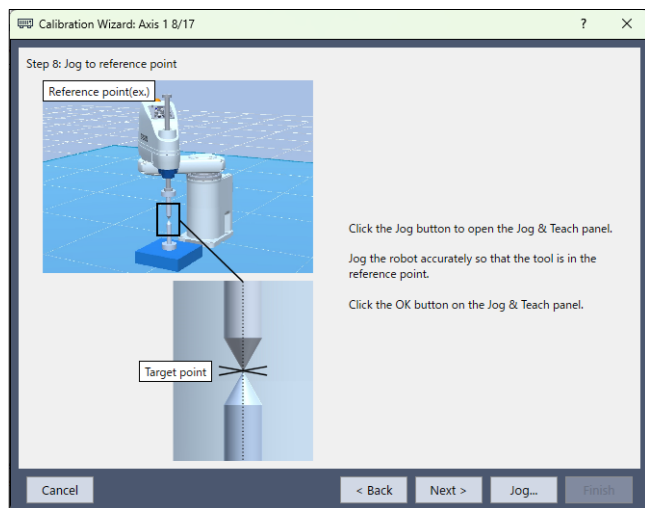 Calibration Wizard: Axis 1 8/17
?
Step 8: Jog to reference point
Reference point(ex.)
Target point
Click the Jog button to open the Jog & Teach panel.
Jog the robot accurately so that the tool is in the
reference point.
Click the OK button on the Jog & Teach panel.
Cancel
< Back
Next >
Jog...
Finish